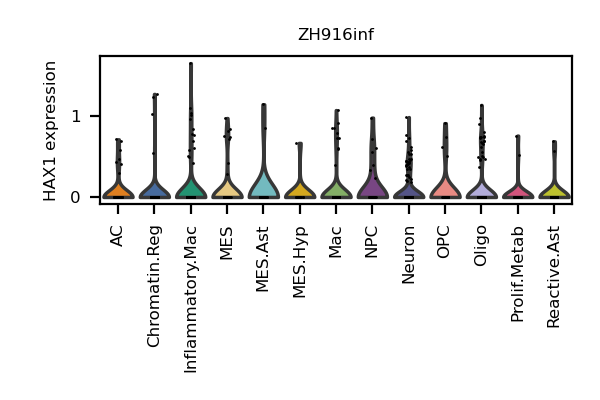 ZH916inf
HAX1 expression
1
0
AC
Chromatin.Reg
Inflammatory.Mac
MES
MES.Ast
MES.Hyp
Mac
NPC
Neuron
OPC
Oligo
Prolif.Metab
Reactive.Ast